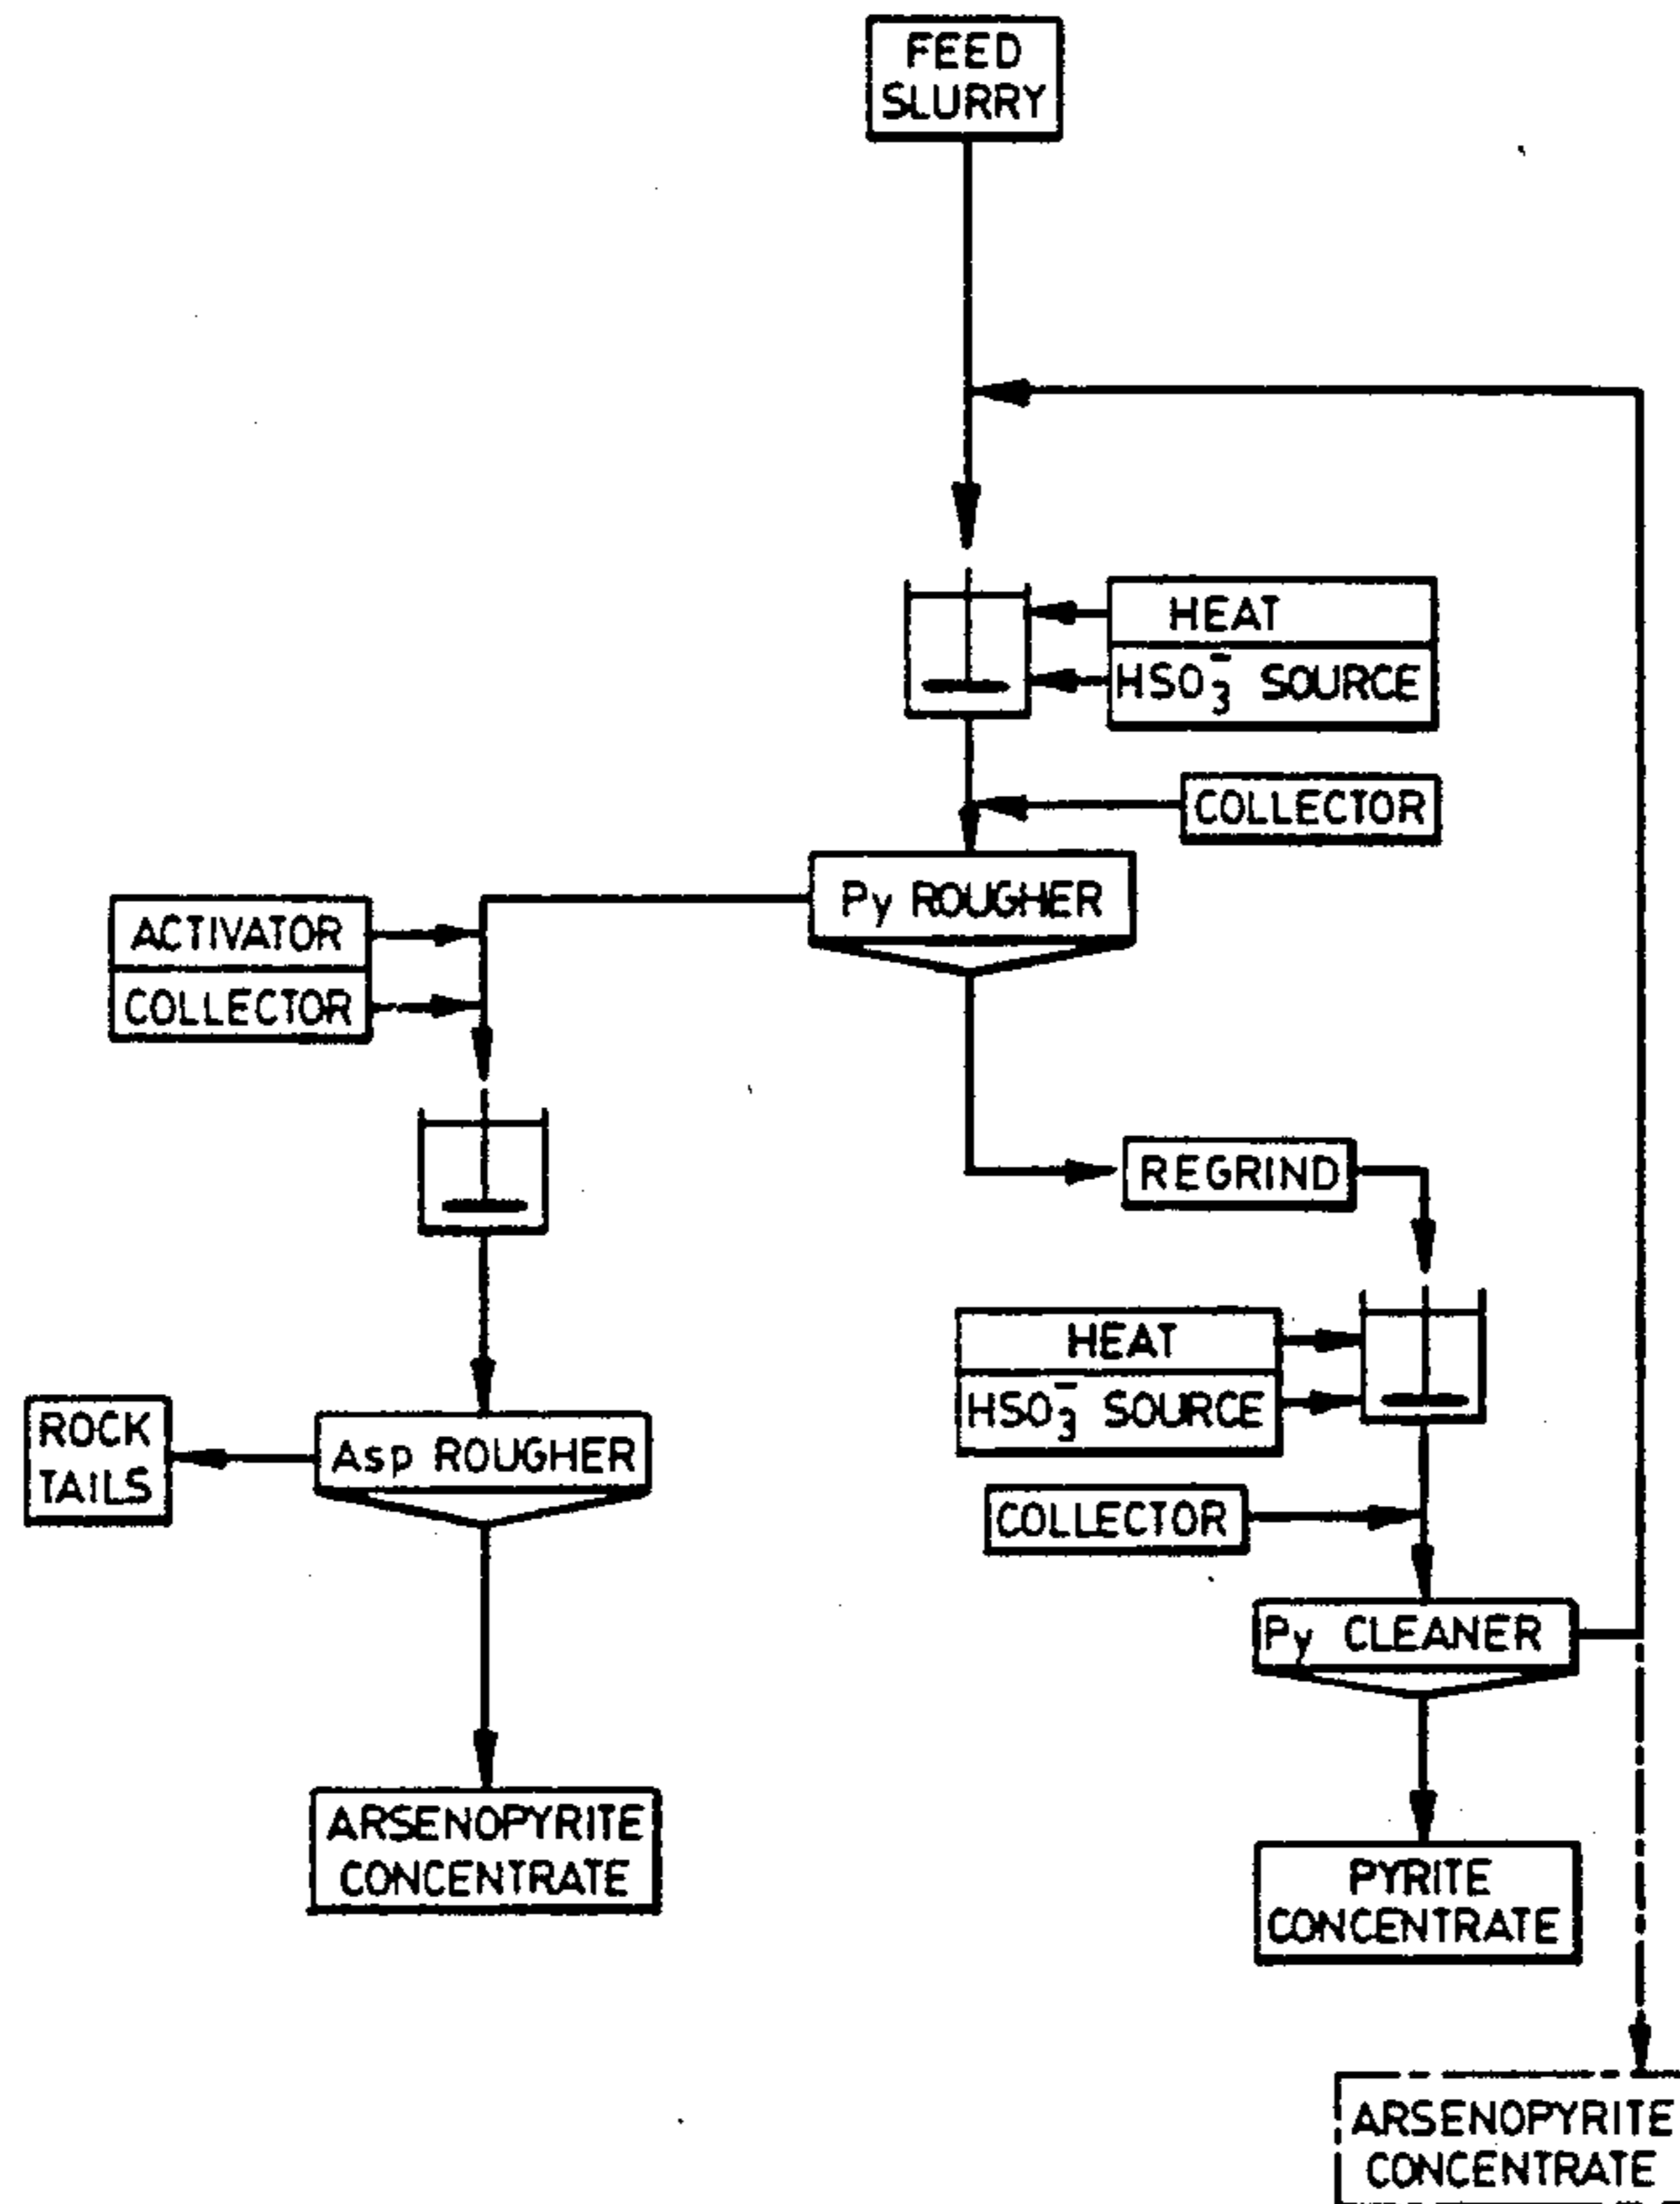 FEED
SLURRY
HEAT
HSO₃⁻ SOURCE
COLLECTOR
Py ROUGHER
ACTIVATOR
COLLECTOR
REGRIND
HEAT
HSO₃⁻ SOURCE
ROCK
TAILS
Asp ROUGHER
COLLECTOR
Py CLEANER
ARSENOPYRITE
CONCENTRATE
PYRITE
CONCENTRATE
ARSENOPYRITE
CONCENTRATE